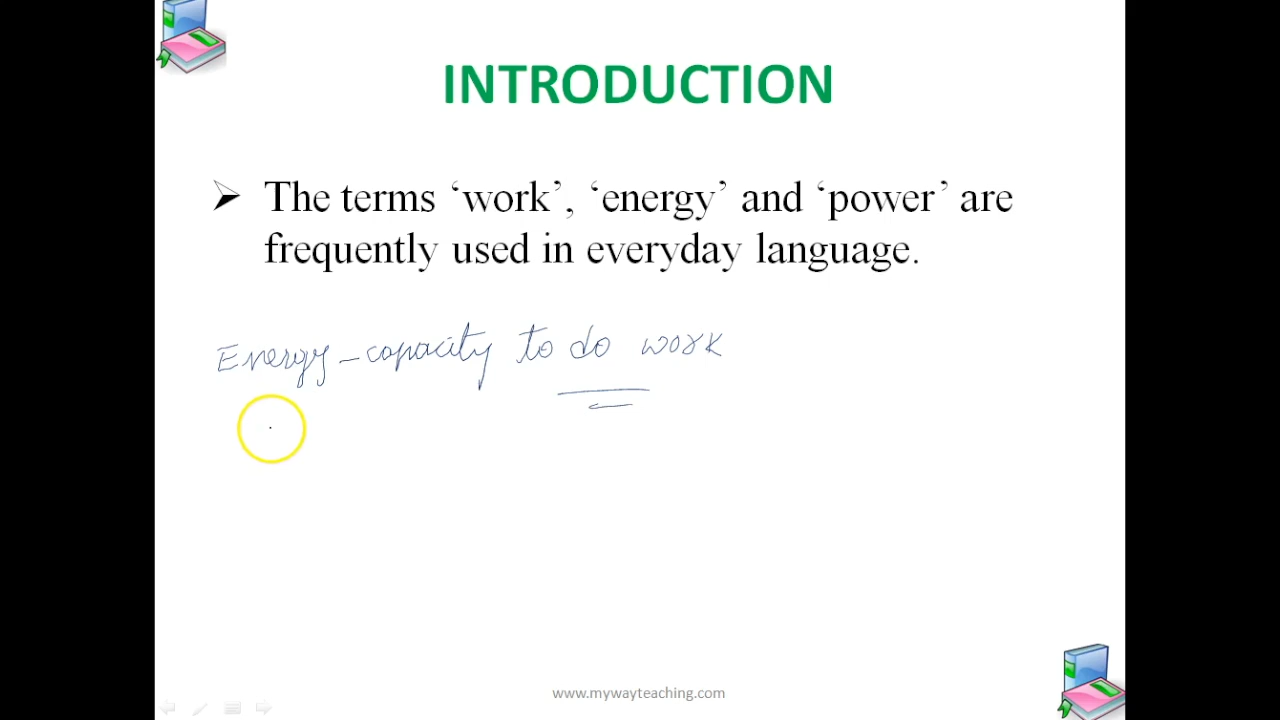 INTRODUCTION
➢ The terms ‘work’, ‘energy’ and ‘power’ are
frequently used in everyday language.
Energy – capacity to do work
www.mywayteaching.com